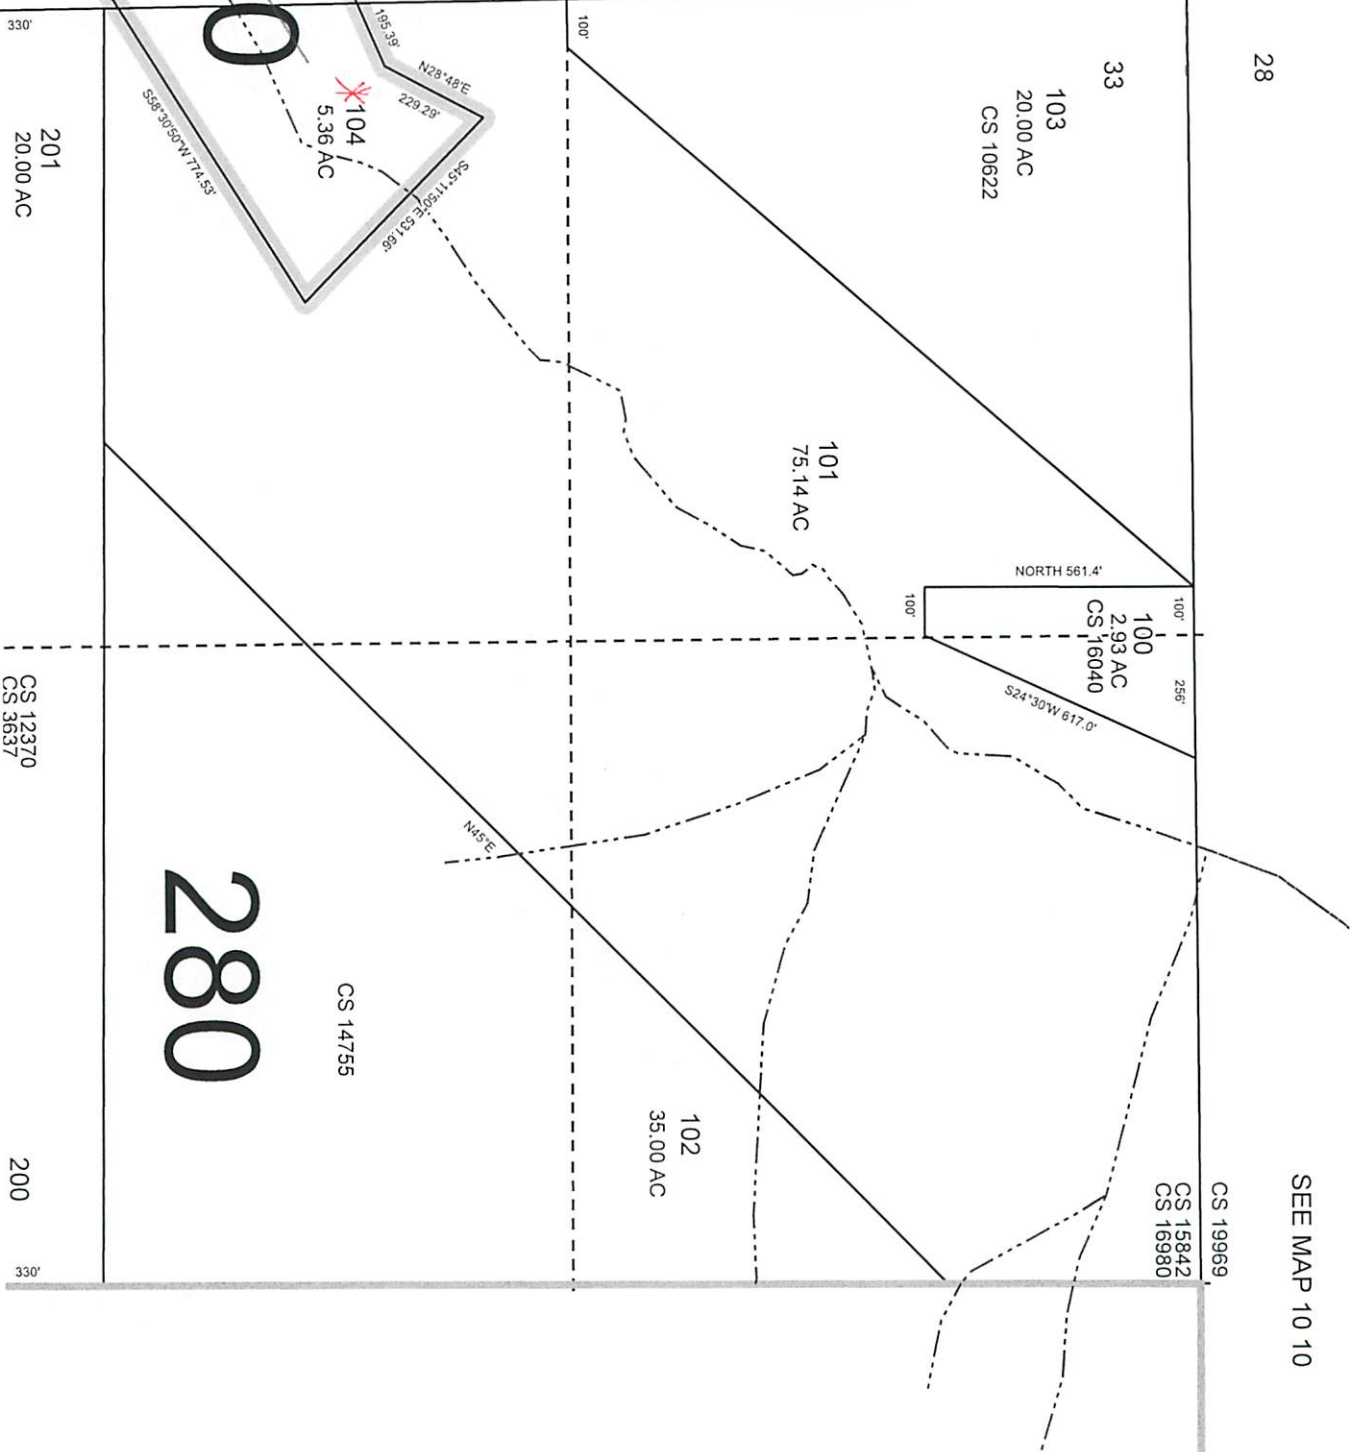 SEE MAP 10 10
28
33
CS 19969
CS 15842
CS 16980
103
20.00 AC
CS 10622
100'
256'
100
2.93 AC
CS 16040
NORTH 561.4'
S24°30'W 617.0'
100'
101
75.14 AC
102
35.00 AC
100'
N45°E
195.39'
N28°48'E
229.29'
104
5.36 AC
S45°11'50"E 531.66'
S58°30'50"W 774.53'
0
CS 14755
280
330'
201
20.00 AC
CS 12370
CS 3637
200
330'